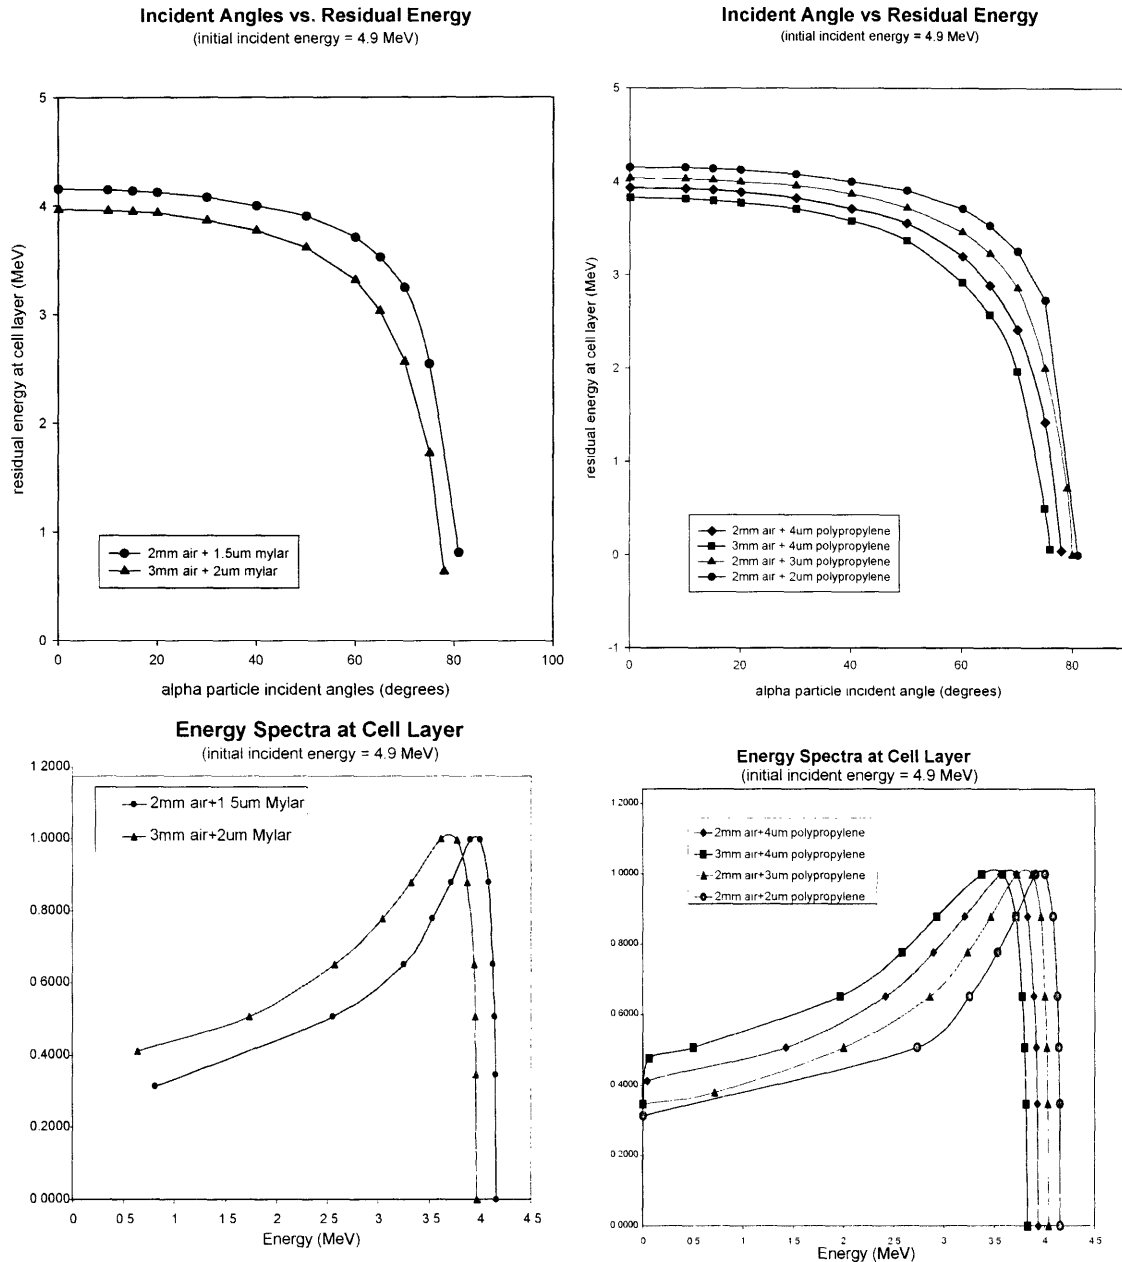 Incident Angles vs. Residual Energy
(initial incident energy = 4.9 MeV)
5
4
3
2
1
0
0
20
40
60
80
100
residual energy at cell layer (MeV)
alpha particle incident angles (degrees)
2mm air + 1.5um mylar
3mm air + 2um mylar
Incident Angle vs Residual Energy
(initial incident energy = 4.9 MeV)
5
4
3
2
1
0
-1
0
20
40
60
80
residual energy at cell layer (MeV)
alpha particle incident angle (degrees)
2mm air + 4um polypropylene
3mm air + 4um polypropylene
2mm air + 3um polypropylene
2mm air + 2um polypropylene
Energy Spectra at Cell Layer
(initial incident energy = 4.9 MeV)
1 2000
1.0000
0.8000
0.6000
0.4000
0.2000
0.0000
0
0 5
1
1 5
2
2 5
3
3 5
4
4 5
Energy (MeV)
2mm air+1 5um Mylar
3mm air+2um Mylar
Energy Spectra at Cell Layer
(initial incident energy = 4.9 MeV)
1 2000
1 0000
0.8000
0.6000
0.4000
0.2000
0.0000
0
0 5
1
1 5
2
2 5
3
3 5
4
4 5
Energy (MeV)
2mm air+4um polypropylene
3mm air+4um polypropylene
2mm air+3um polypropylene
2mm air+2um polypropylene